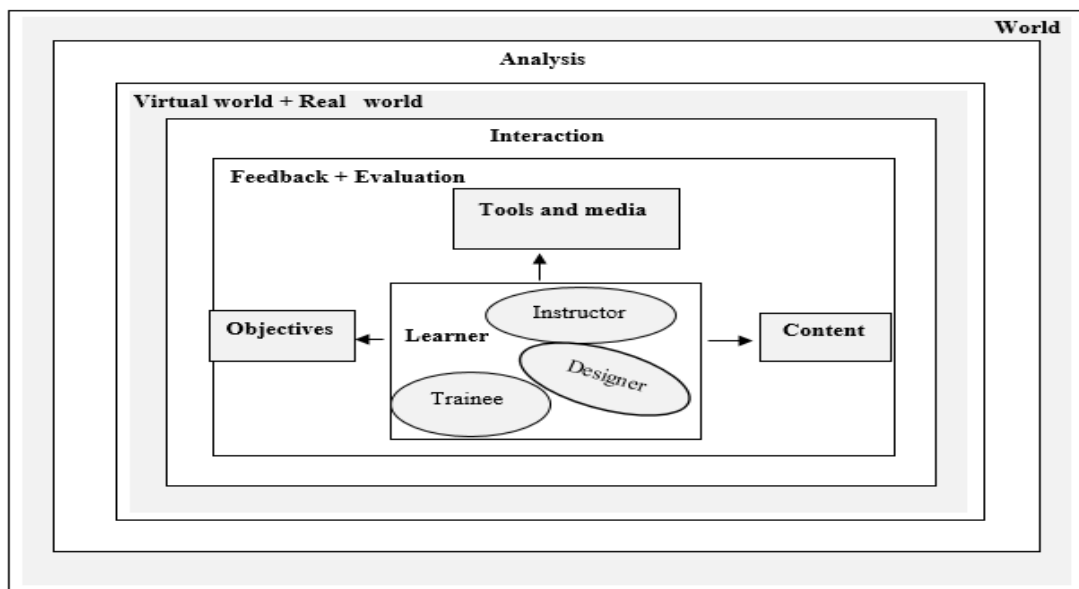 World
Analysis
Virtual world + Real world
Interaction
Feedback + Evaluation
Tools and media
Instructor
Objectives
Learner
Content
Designer
Trainee